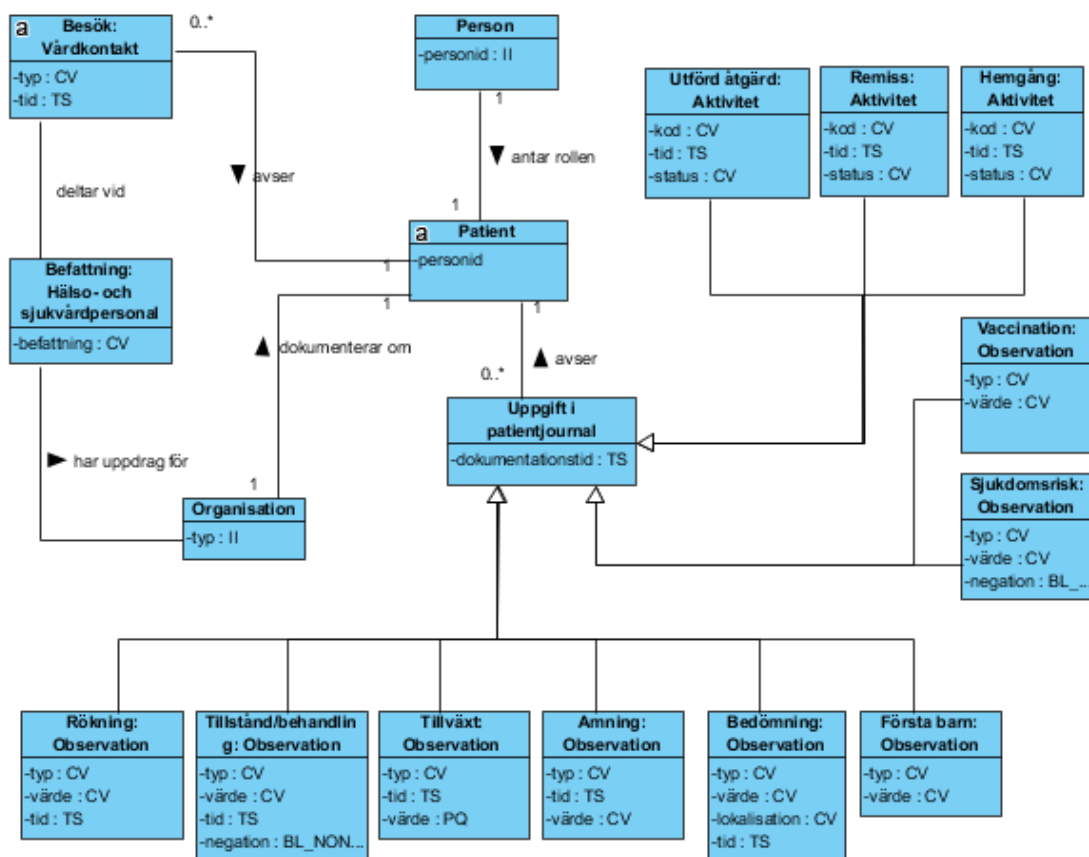 a
Besök:
Vårdkontakt
-typ : CV
-tid : TS
0..*
Person
-personid : II
1
antar rollen
1
avser
Utförd åtgärd:
Aktivitet
-kod : CV
-tid : TS
-status : CV
Remiss:
Aktivitet
-kod : CV
-tid : TS
-status : CV
Hemgång:
Aktivitet
-kod : CV
-tid : TS
-status : CV
deltar vid
a
Patient
-personid
1
1
1
Befattning:
Hälso- och
sjukvårdpersonal
-befattning : CV
dokumenterar om
avser
0..*
Vaccination:
Observation
-typ : CV
-värde : CV
Uppgift i
patientjournal
-dokumentationstid : TS
har uppdrag för
1
Organisation
-typ : II
Sjukdomsrisk:
Observation
-typ : CV
-värde : CV
-negation : BL_...
Rökning:
Observation
-typ : CV
-värde : CV
-tid : TS
Tillstånd/behandlin
g: Observation
-typ : CV
-värde : CV
-tid : TS
-negation : BL_NON...
Tillväxt:
Observation
-typ : CV
-tid : TS
-värde : PQ
Amning:
Observation
-typ : CV
-tid : TS
-värde : CV
Bedömning:
Observation
-typ : CV
-värde : CV
-lokalisation : CV
-tid : TS
Första barn:
Observation
-typ : CV
-värde : CV